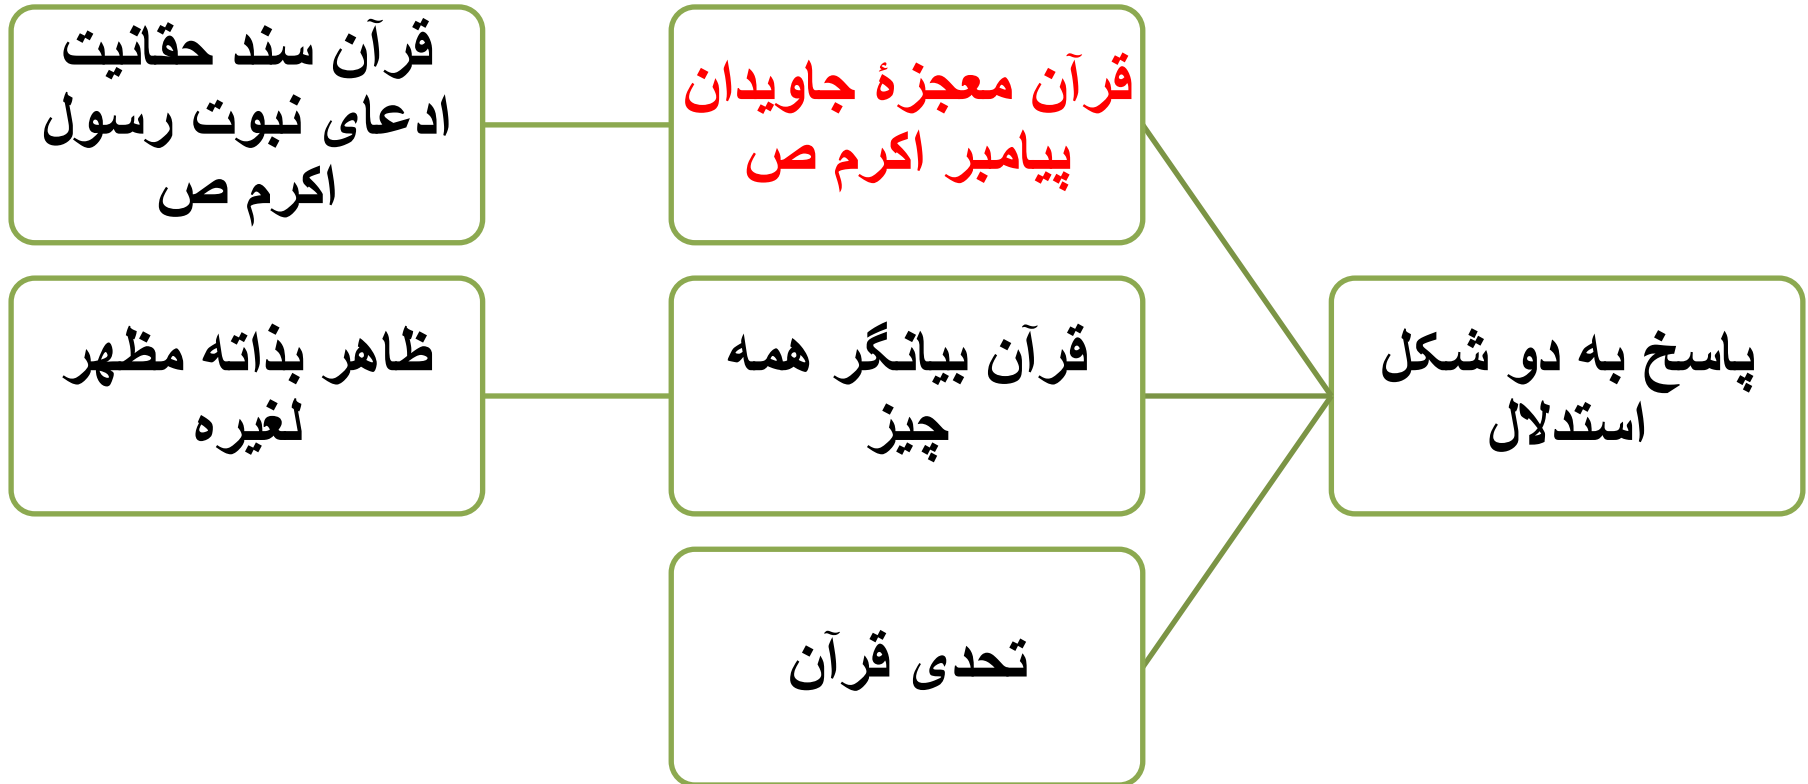 پاسخ به دو شکل
استدلال
قرآن معجزۀ جاویدان
پیامبر اکرم ص
قرآن سند حقانیت
ادعای نبوت رسول
اکرم ص
قرآن بیانگر همه
چیز
ظاهر بذاته مظهر
لغیره
تحدی قرآن